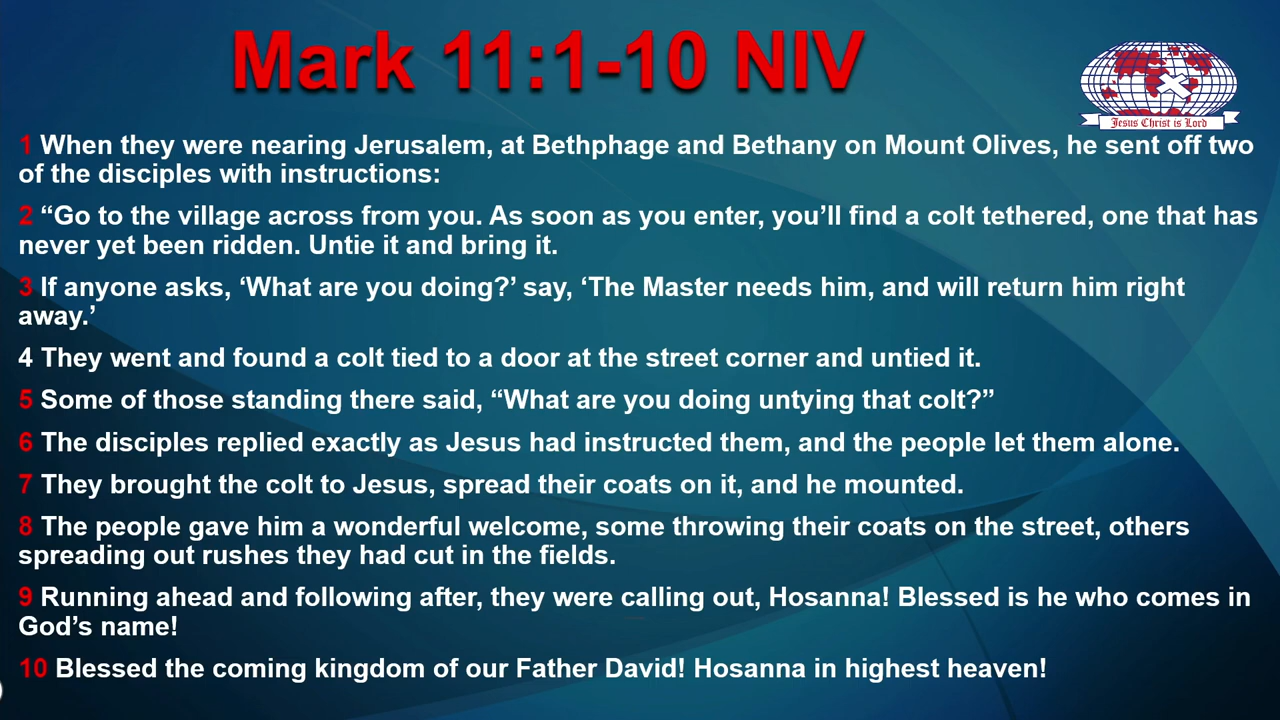 Mark 11:1-10 NIV
Jesus Christ is Lord
1 When they were nearing Jerusalem, at Bethphage and Bethany on Mount Olives, he sent off two
of the disciples with instructions:
2 “Go to the village across from you. As soon as you enter, you’ll find a colt tethered, one that has
never yet been ridden. Untie it and bring it.
3 If anyone asks, ‘What are you doing?’ say, ‘The Master needs him, and will return him right
away.’
4 They went and found a colt tied to a door at the street corner and untied it.
5 Some of those standing there said, “What are you doing untying that colt?”
6 The disciples replied exactly as Jesus had instructed them, and the people let them alone.
7 They brought the colt to Jesus, spread their coats on it, and he mounted.
8 The people gave him a wonderful welcome, some throwing their coats on the street, others
spreading out rushes they had cut in the fields.
9 Running ahead and following after, they were calling out, Hosanna! Blessed is he who comes in
God’s name!
10 Blessed the coming kingdom of our Father David! Hosanna in highest heaven!